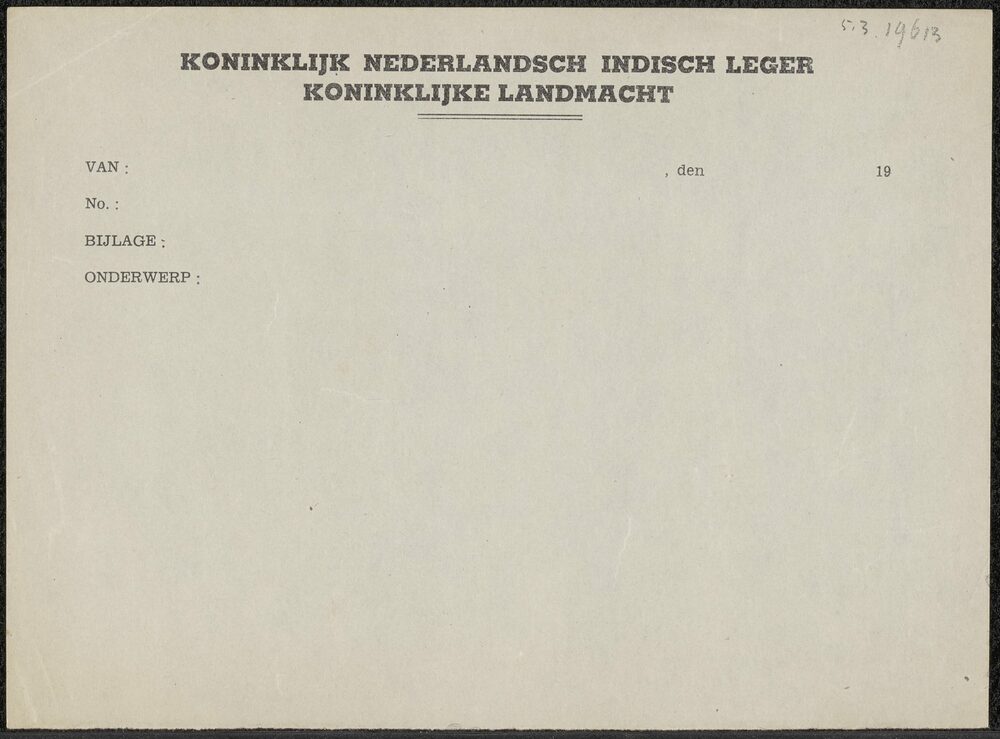 5.3.19613
KONINKLIJK NEDERLANDSCH INDISCH LEGER
KONINKLIJKE LANDMACHT
VAN : , den 19
No. :
BIJLAGE :
ONDERWERP :